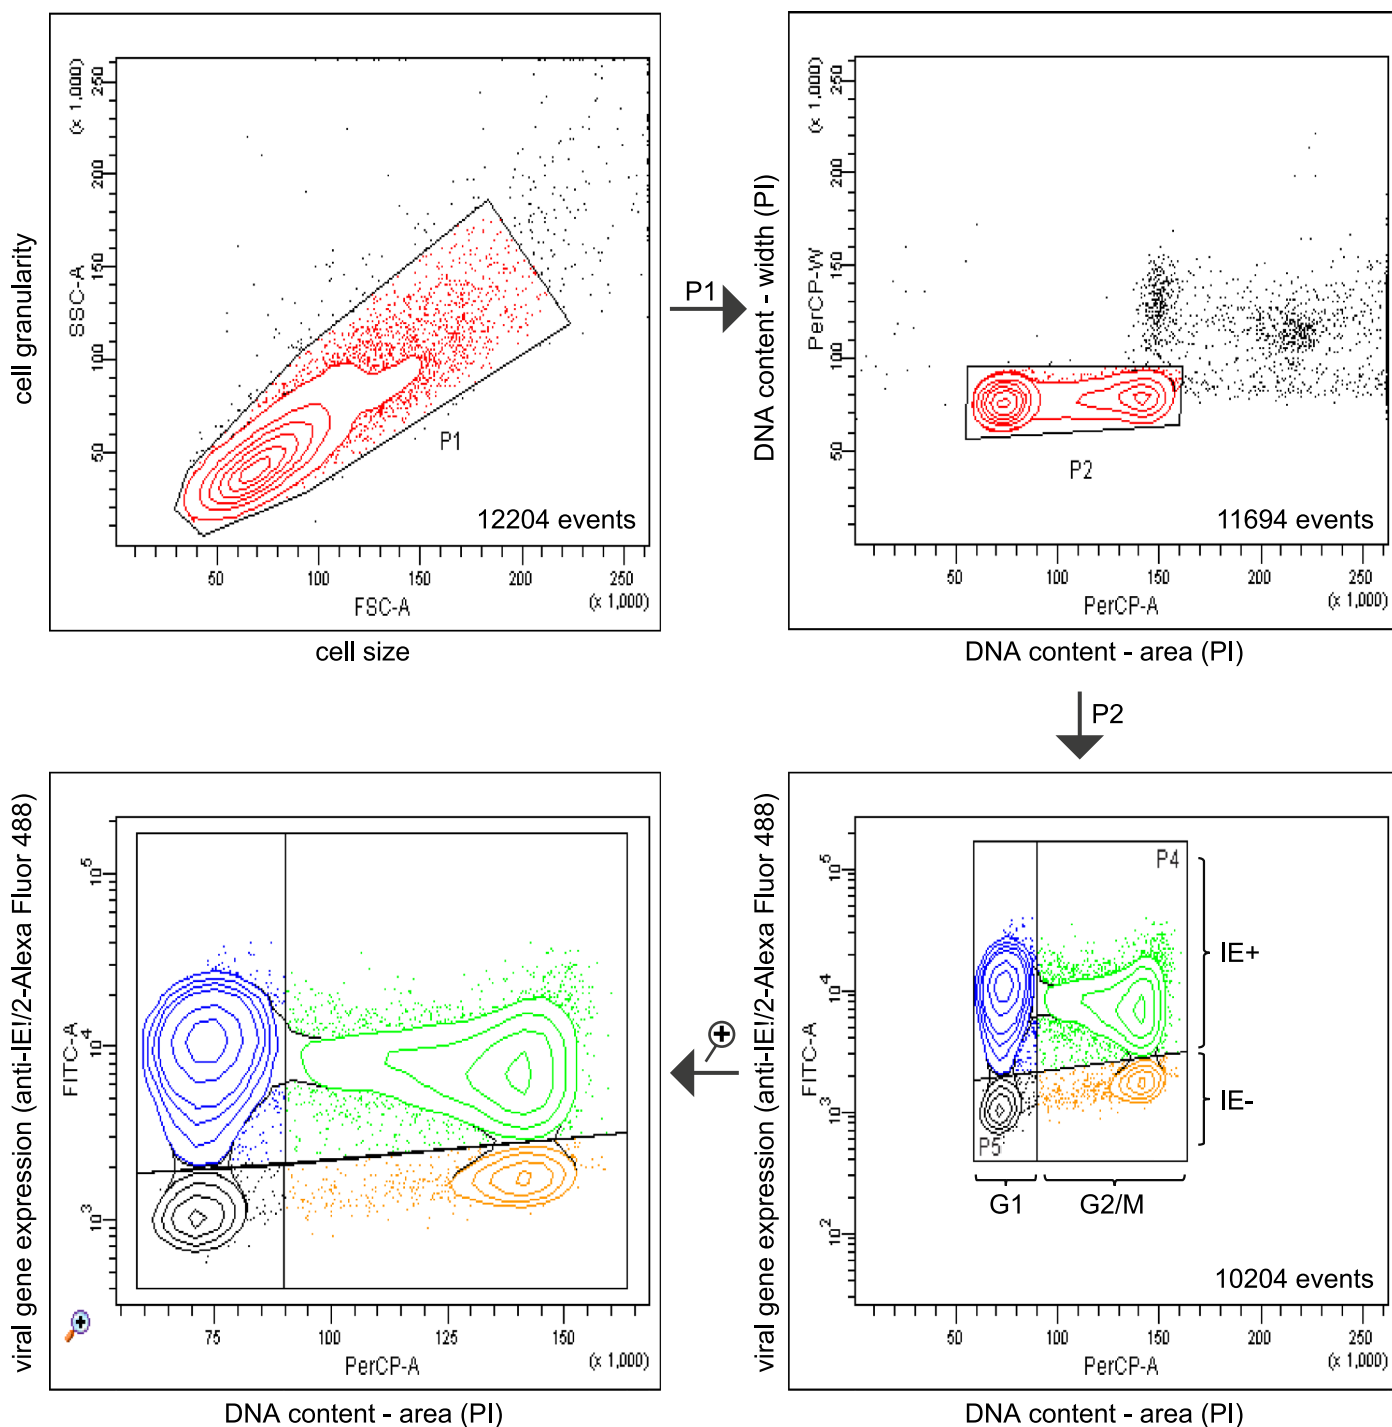 cell granularity
SSC-A
(x 1,000)
250
200
150
100
50
P1
12204 events
50 100 150 200 250
FSC-A (x 1,000)
cell size
P1
DNA content - width (PI)
PerCP-W
(x 1,000)
250
200
150
100
50
P2
11694 events
50 100 150 200 250
PerCP-A (x 1,000)
DNA content - area (PI)
P2
viral gene expression (anti-IE!/2-Alexa Fluor 488)
FITC-A
10^5
10^4
10^3
75 100 125 150
PerCP-A (x 1,000)
DNA content - area (PI)
viral gene expression (anti-IE!/2-Alexa Fluor 488)
FITC-A
10^5
10^4
10^3
10^2
P4
IE+
IE-
P5
G1 G2/M
10204 events
50 100 150 200 250
PerCP-A (x 1,000)
DNA content - area (PI)